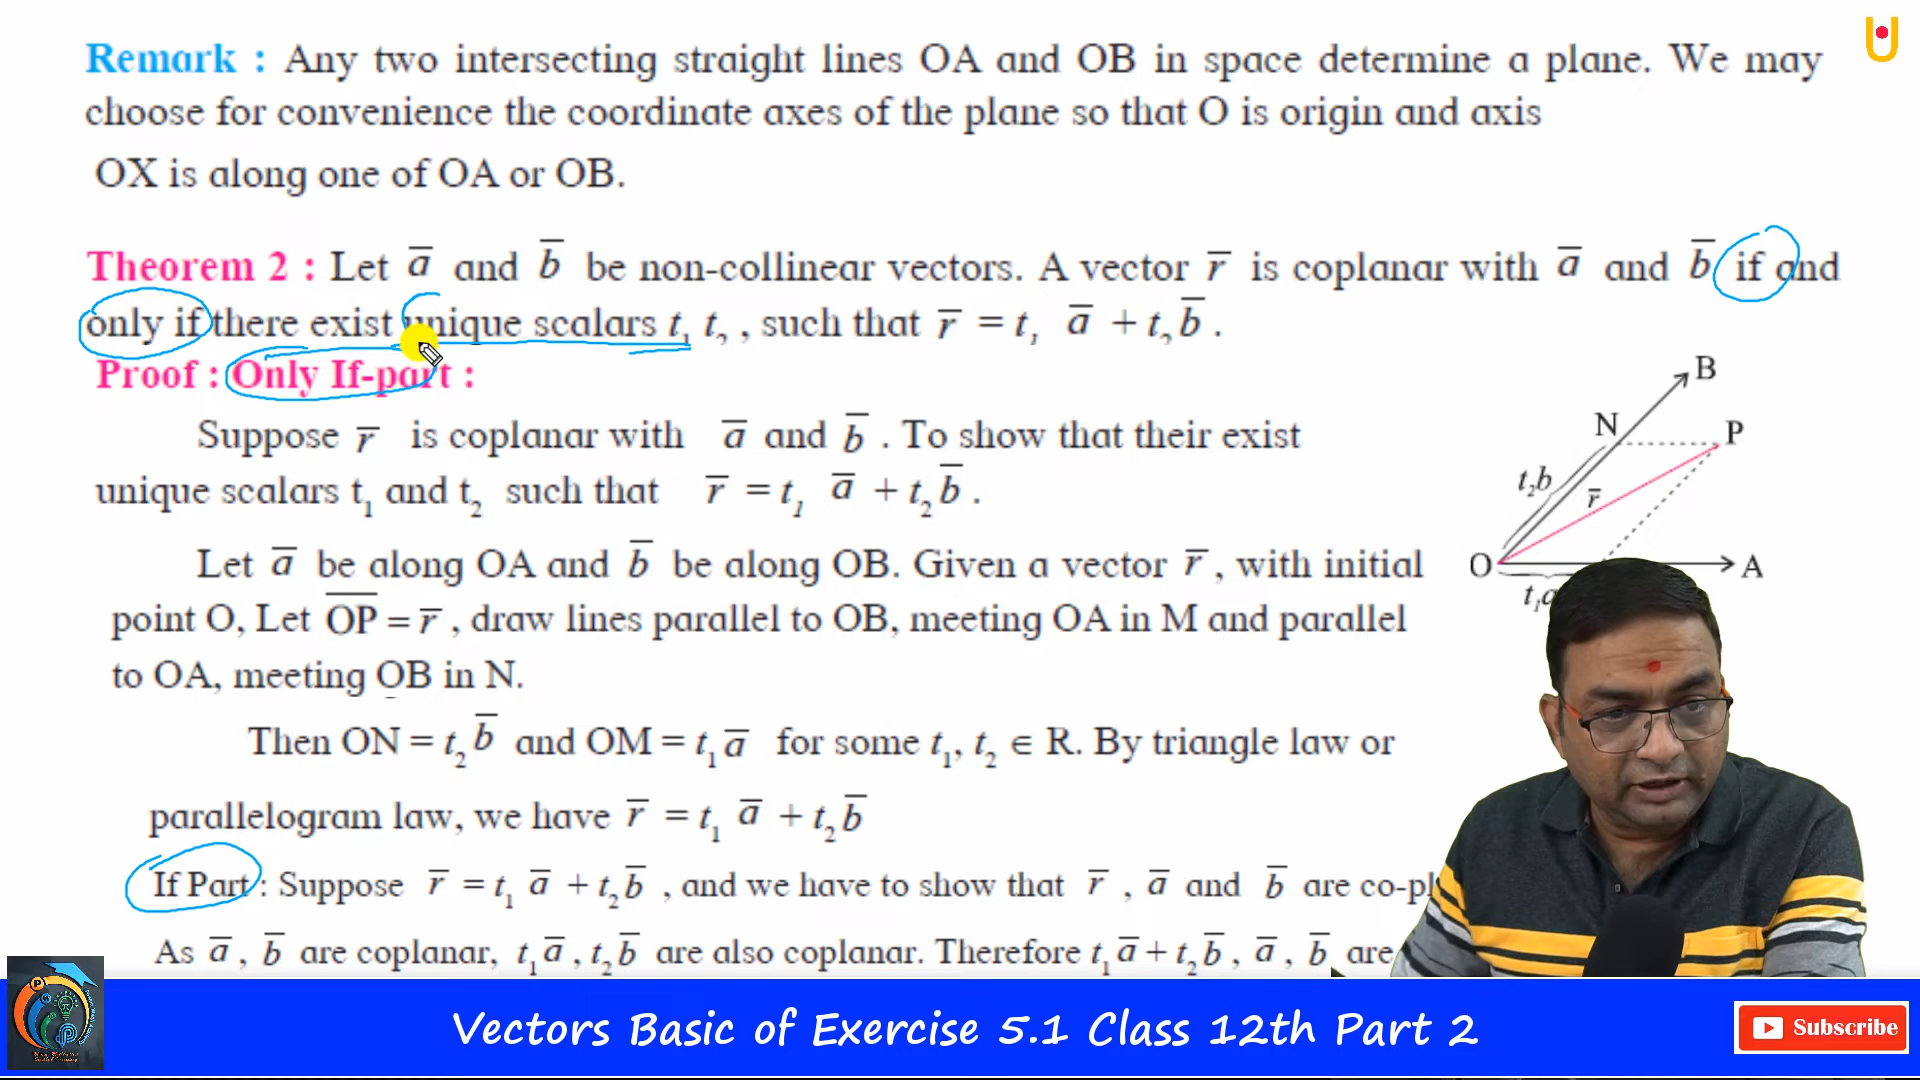 Remark : Any two intersecting straight lines OA and OB in space determine a plane. We may
choose for convenience the coordinate axes of the plane so that O is origin and axis
OX is along one of OA or OB.
Theorem 2 : Let a̅ and b̅ be non-collinear vectors. A vector r̅ is coplanar with a̅ and b̅ if and
only if there exist unique scalars t₁ t₂ , such that r̅ = t₁ a̅ + t₂ b̅ .
Proof : Only If-part :
Suppose r̅ is coplanar with a̅ and b̅ . To show that their exist
unique scalars t₁ and t₂ such that r̅ = t₁ a̅ + t₂ b̅ .
Let a̅ be along OA and b̅ be along OB. Given a vector r̅ , with initial
point O, Let O̅P̅ = r̅ , draw lines parallel to OB, meeting OA in M and parallel
to OA, meeting OB in N.
Then ON = t₂ b̅ and OM = t₁ a̅ for some t₁, t₂ ∈ R. By triangle law or
parallelogram law, we have r̅ = t₁ a̅ + t₂ b̅
If Part : Suppose r̅ = t₁ a̅ + t₂ b̅ , and we have to show that r̅ , a̅ and b̅ are co-pl
As a̅ , b̅ are coplanar, t₁ a̅ , t₂ b̅ are also coplanar. Therefore t₁ a̅ + t₂ b̅ , a̅ , b̅ are
B
N
P
t₂b
r̅
O
A
t₁a
Vectors Basic of Exercise 5.1 Class 12th Part 2
Subscribe